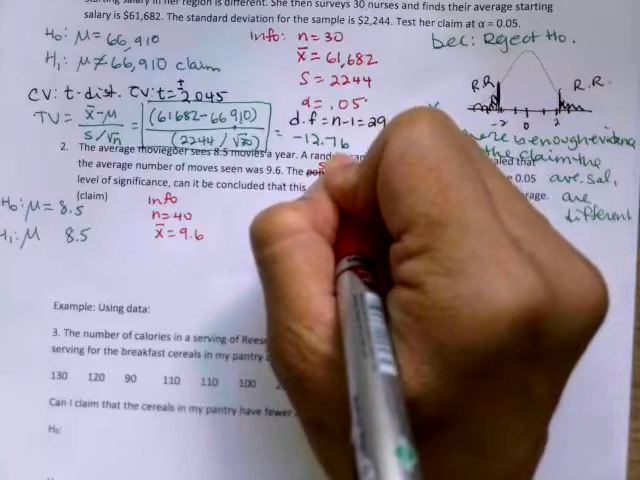 starting salary in her region is different. She then surveys 30 nurses and finds their average starting
salary is $61,682. The standard deviation for the sample is $2,244. Test her claim at α = 0.05.
H₀: μ = 66,910
H₁: μ ≠ 66,910 claim
Info: n = 30
x̄ = 61,682
S = 2244
α = .05
d.f = n-1 = 29
Dec: Reject H₀.
R.R R.R.
-2 0 2
CV: t-dist. CV: t = ± 2.045
TV = x̄-μ / s/√n = (61682-66910) / (2244/√30) = -12.76
there is enough evidence
the claim the
ave. sal.
are
different
2. The average moviegoer sees 8.5 movies a year. A
the average number of moves seen was 9.6. The
level of significance, can it be concluded that this
(claim)
H₀: μ = 8.5
H₁: μ 8.5
Info
n = 40
x̄ = 9.6
Example: Using data:
3. The number of calories in a serving of Reese
serving for the breakfast cereals in my pantry
130 120 90 110 110 100
Can I claim that the cereals in my pantry have fewer
H₀: